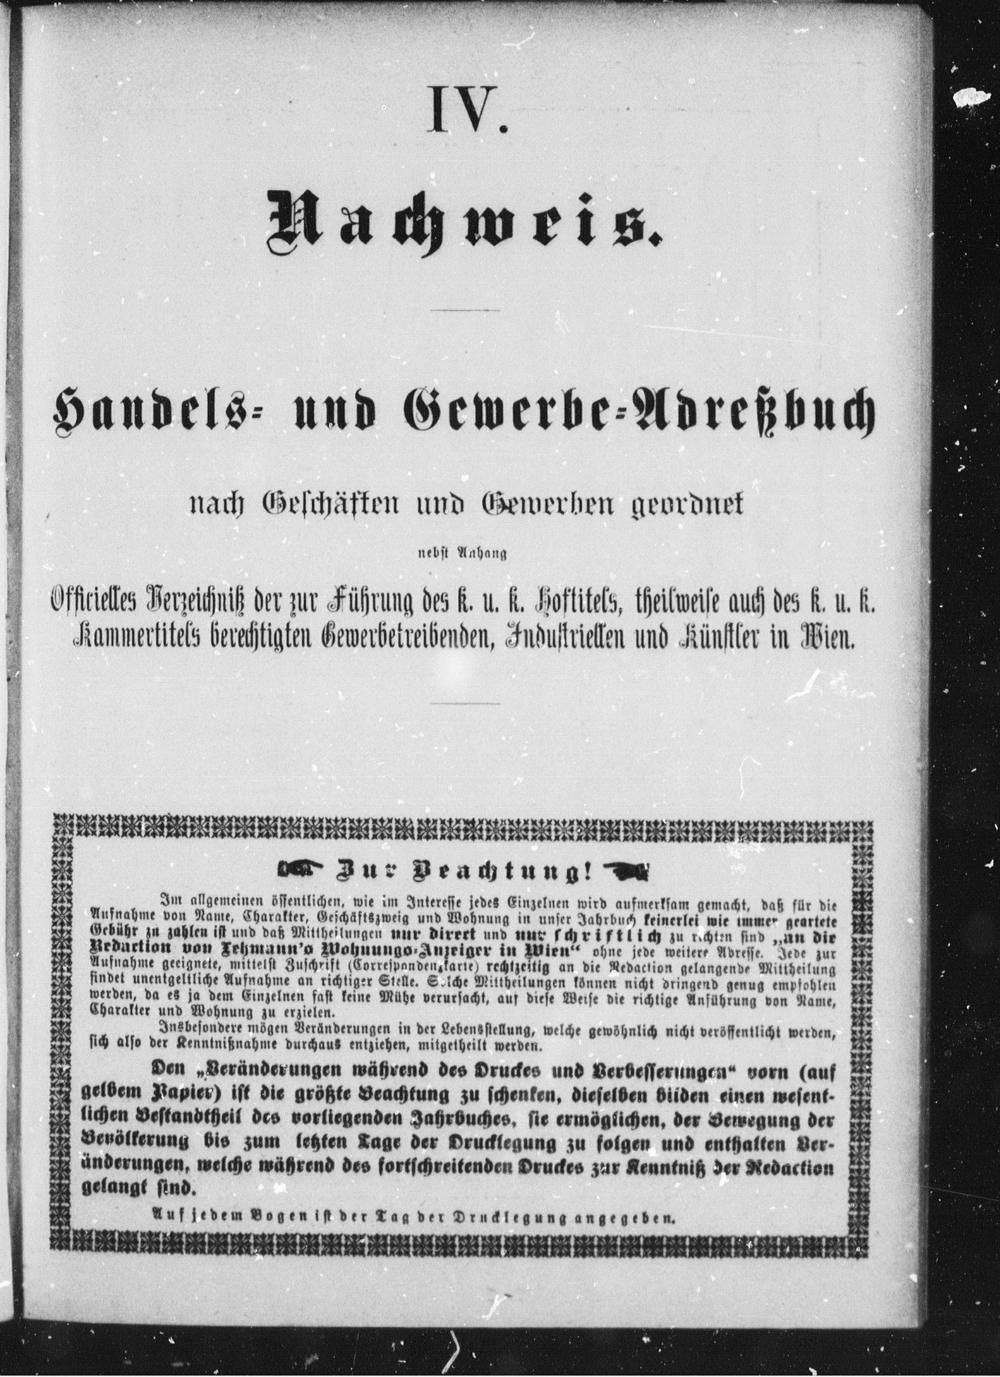 IV.
Nachweis.
Handels- und Gewerbe-Adreßbuch
nach Geschäften und Gewerben geordnet
nebst Anhang
Officielles Verzeichniß der zur Führung des k. u. k. Hoftitels, theilweise auch des k. u. k.
Kammertitels berechtigten Gewerbetreibenden, Industriellen und Künstler in Wien.
Zur Beachtung!
Im allgemeinen öffentlichen, wie im Interesse jedes Einzelnen wird aufmerksam gemacht, daß für die
Aufnahme von Name, Charakter, Geschäftszweig und Wohnung in unser Jahrbuch keinerlei wie immer geartete
Gebühr zu zahlen ist und daß Mittheilungen nur direct und nur schriftlich zu richten sind „an die
Redaction von Lehmann's Wohnungs-Anzeiger in Wien“ ohne jede weitere Adresse. Jede zur
Aufnahme geeignete, mittelst Zuschrift (Correspondenzkarte) rechtzeitig an die Redaction gelangende Mittheilung
findet unentgeltliche Aufnahme an richtiger Stelle. Solche Mittheilungen können nicht dringend genug empfohlen
werden, da es ja dem Einzelnen fast keine Mühe verursacht, auf diese Weise die richtige Anführung von Name,
Charakter und Wohnung zu erzielen.
Insbesondere mögen Veränderungen in der Lebensstellung, welche gewöhnlich nicht veröffentlicht werden,
sich also der Kenntnißnahme durchaus entziehen, mitgetheilt werden.
Den „Veränderungen während des Druckes und Verbesserungen“ vorn (auf
gelbem Papier) ist die größte Beachtung zu schenken, dieselben bilden einen wesent-
lichen Bestandtheil des vorliegenden Jahrbuches, sie ermöglichen, der Bewegung der
Bevölkerung bis zum letzten Tage der Drucklegung zu folgen und enthalten Ver-
änderungen, welche während des fortschreitenden Druckes zur Kenntniß der Redaction
gelangt sind.
Auf jedem Bogen ist der Tag der Drucklegung angegeben.